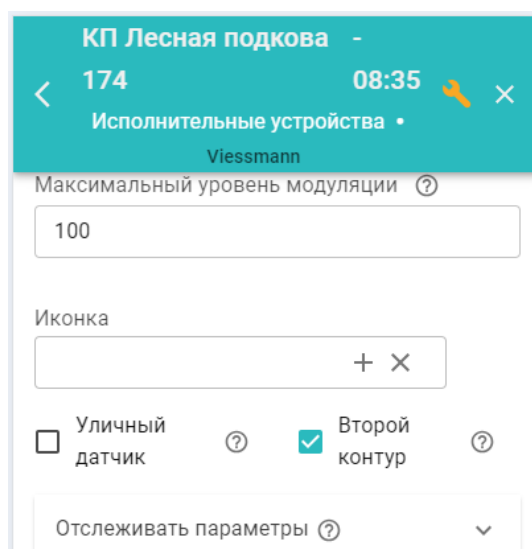 КП Лесная подкова -
174 08:35
Исполнительные устройства •
Viessmann
Максимальный уровень модуляции ?
100
Иконка
Уличный датчик ?
Второй контур ?
Отслеживать параметры ?